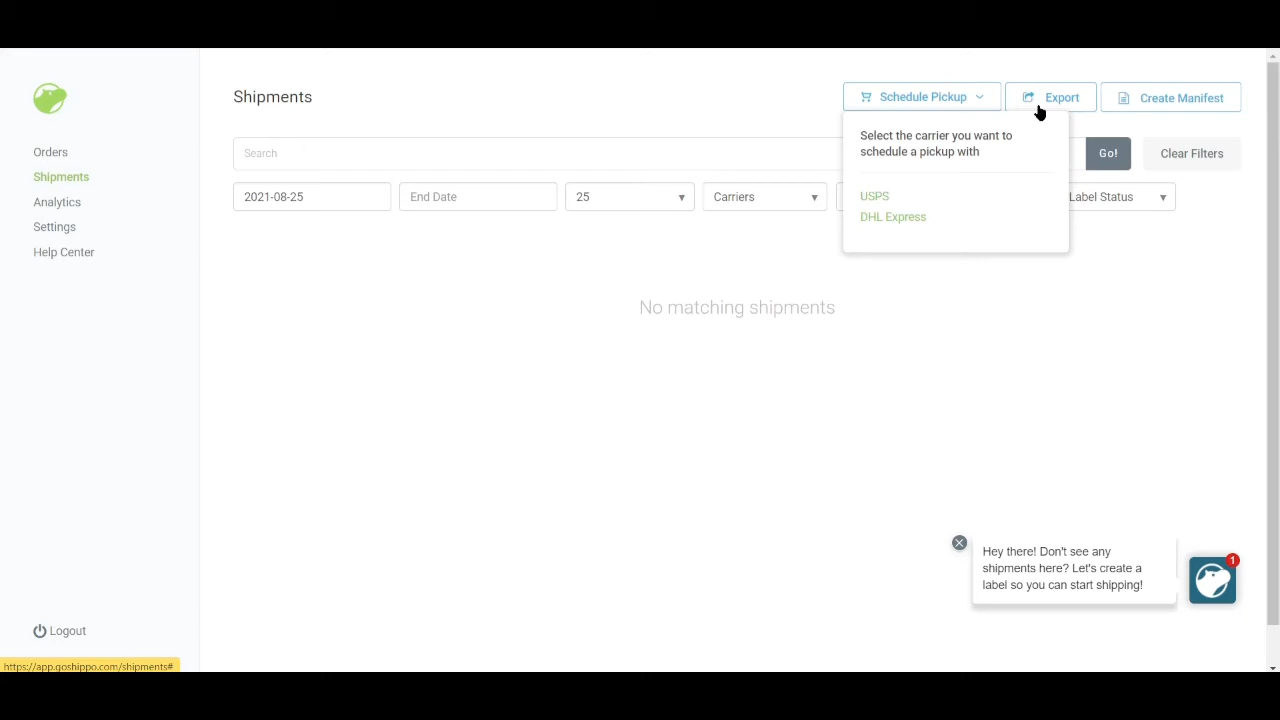 Shipments
Schedule Pickup
Export
Create Manifest
Orders
Shipments
Analytics
Settings
Help Center
Search
Go!
Clear Filters
2021-08-25
End Date
25
Carriers
Label Status
Select the carrier you want to
schedule a pickup with
USPS
DHL Express
No matching shipments
Hey there! Don't see any
shipments here? Let's create a
label so you can start shipping!
1
Logout
https://app.goshippo.com/shipments#